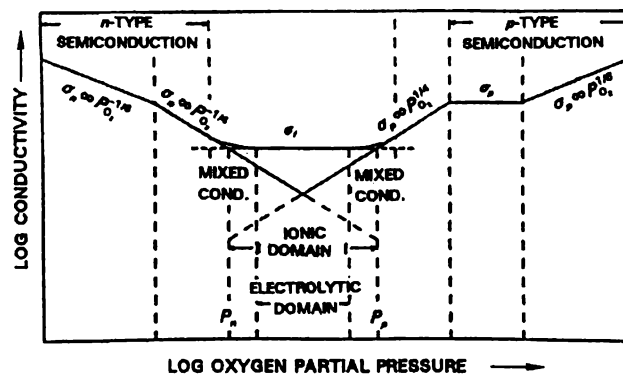 n-TYPE
SEMICONDUCTION
p-TYPE
SEMICONDUCTION
σn ∞ PO2^-1/6
σn ∞ PO2^-1/4
σi
σp ∞ PO2^1/4
σp
σp ∞ PO2^1/6
MIXED
COND.
MIXED
COND.
IONIC
DOMAIN
ELECTROLYTIC
DOMAIN
Pn
Pp
LOG CONDUCTIVITY
LOG OXYGEN PARTIAL PRESSURE